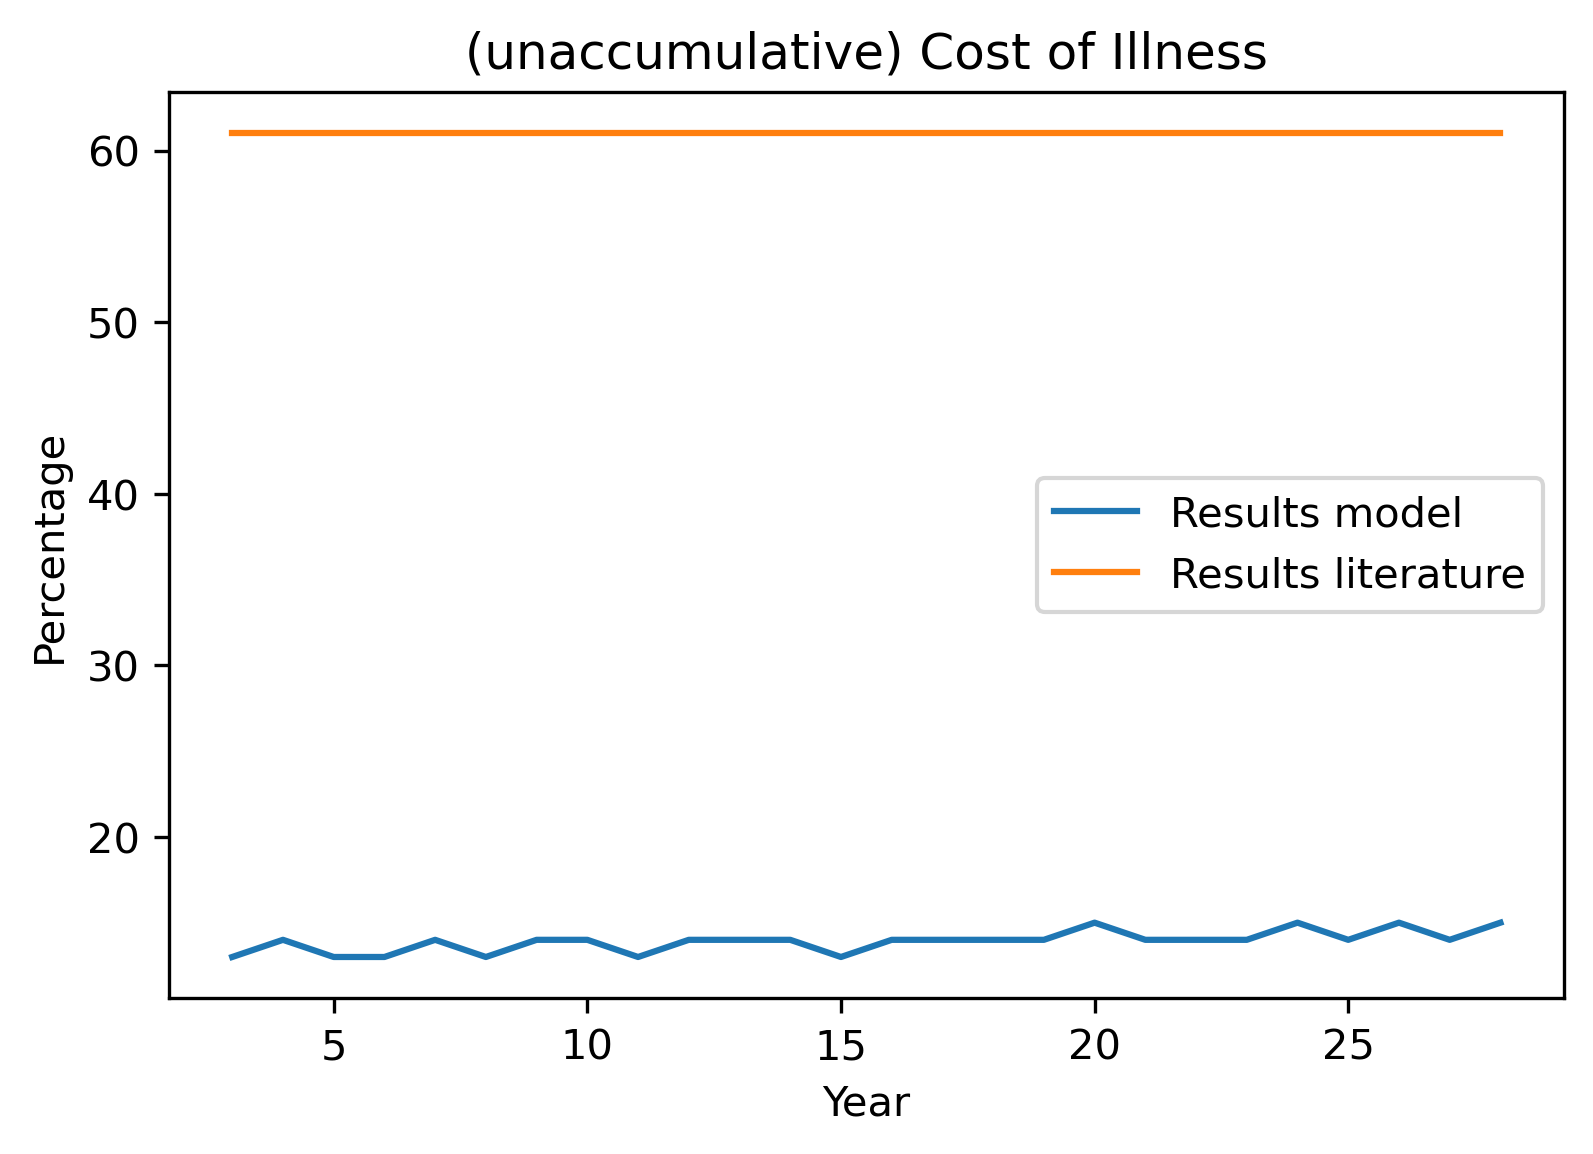 (unaccumulative) Cost of Illness
Percentage
60
50
40
30
20
Results model
Results literature
5 10 15 20 25
Year